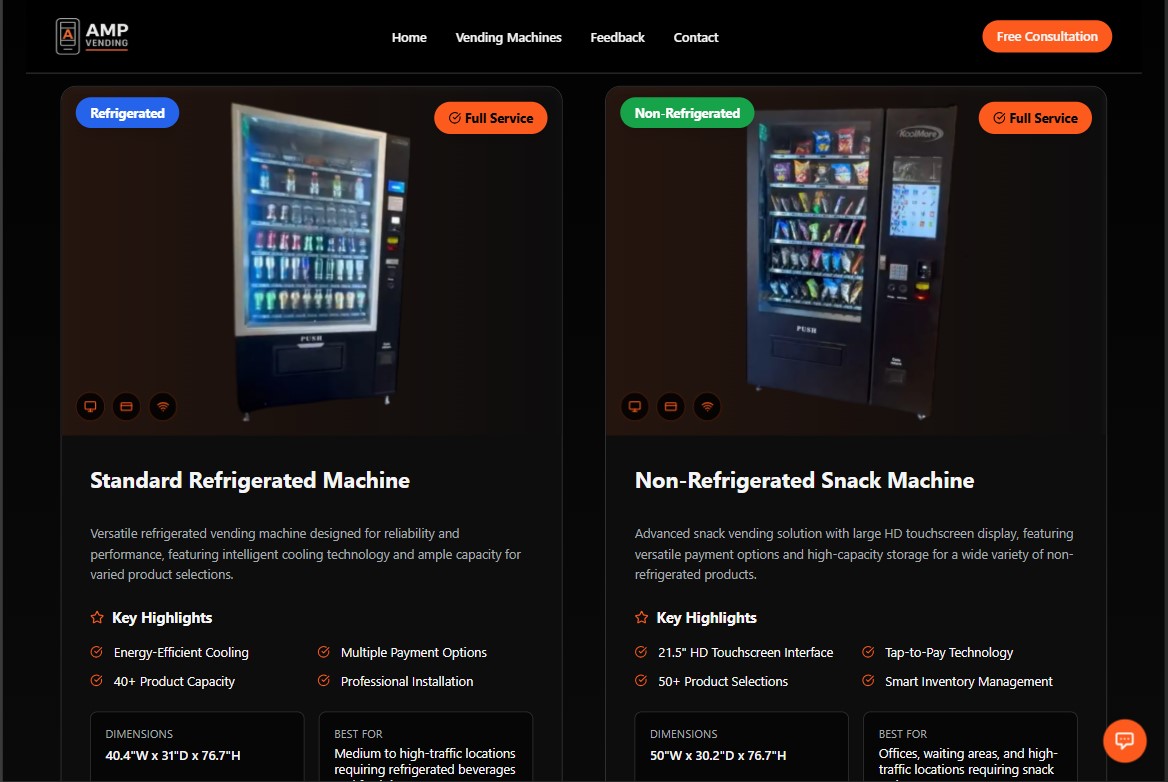 AMP
VENDING
Home
Vending Machines
Feedback
Contact
Free Consultation
Refrigerated
Full Service
PUSH
Standard Refrigerated Machine
Versatile refrigerated vending machine designed for reliability and
performance, featuring intelligent cooling technology and ample capacity for
varied product selections.
Key Highlights
Energy-Efficient Cooling
Multiple Payment Options
40+ Product Capacity
Professional Installation
DIMENSIONS
40.4"W x 31"D x 76.7"H
BEST FOR
Medium to high-traffic locations
requiring refrigerated beverages
Non-Refrigerated
Full Service
KoolMore
PUSH
Non-Refrigerated Snack Machine
Advanced snack vending solution with large HD touchscreen display, featuring
versatile payment options and high-capacity storage for a wide variety of non-
refrigerated products.
Key Highlights
21.5" HD Touchscreen Interface
Tap-to-Pay Technology
50+ Product Selections
Smart Inventory Management
DIMENSIONS
50"W x 30.2"D x 76.7"H
BEST FOR
Offices, waiting areas, and high-
traffic locations requiring snack